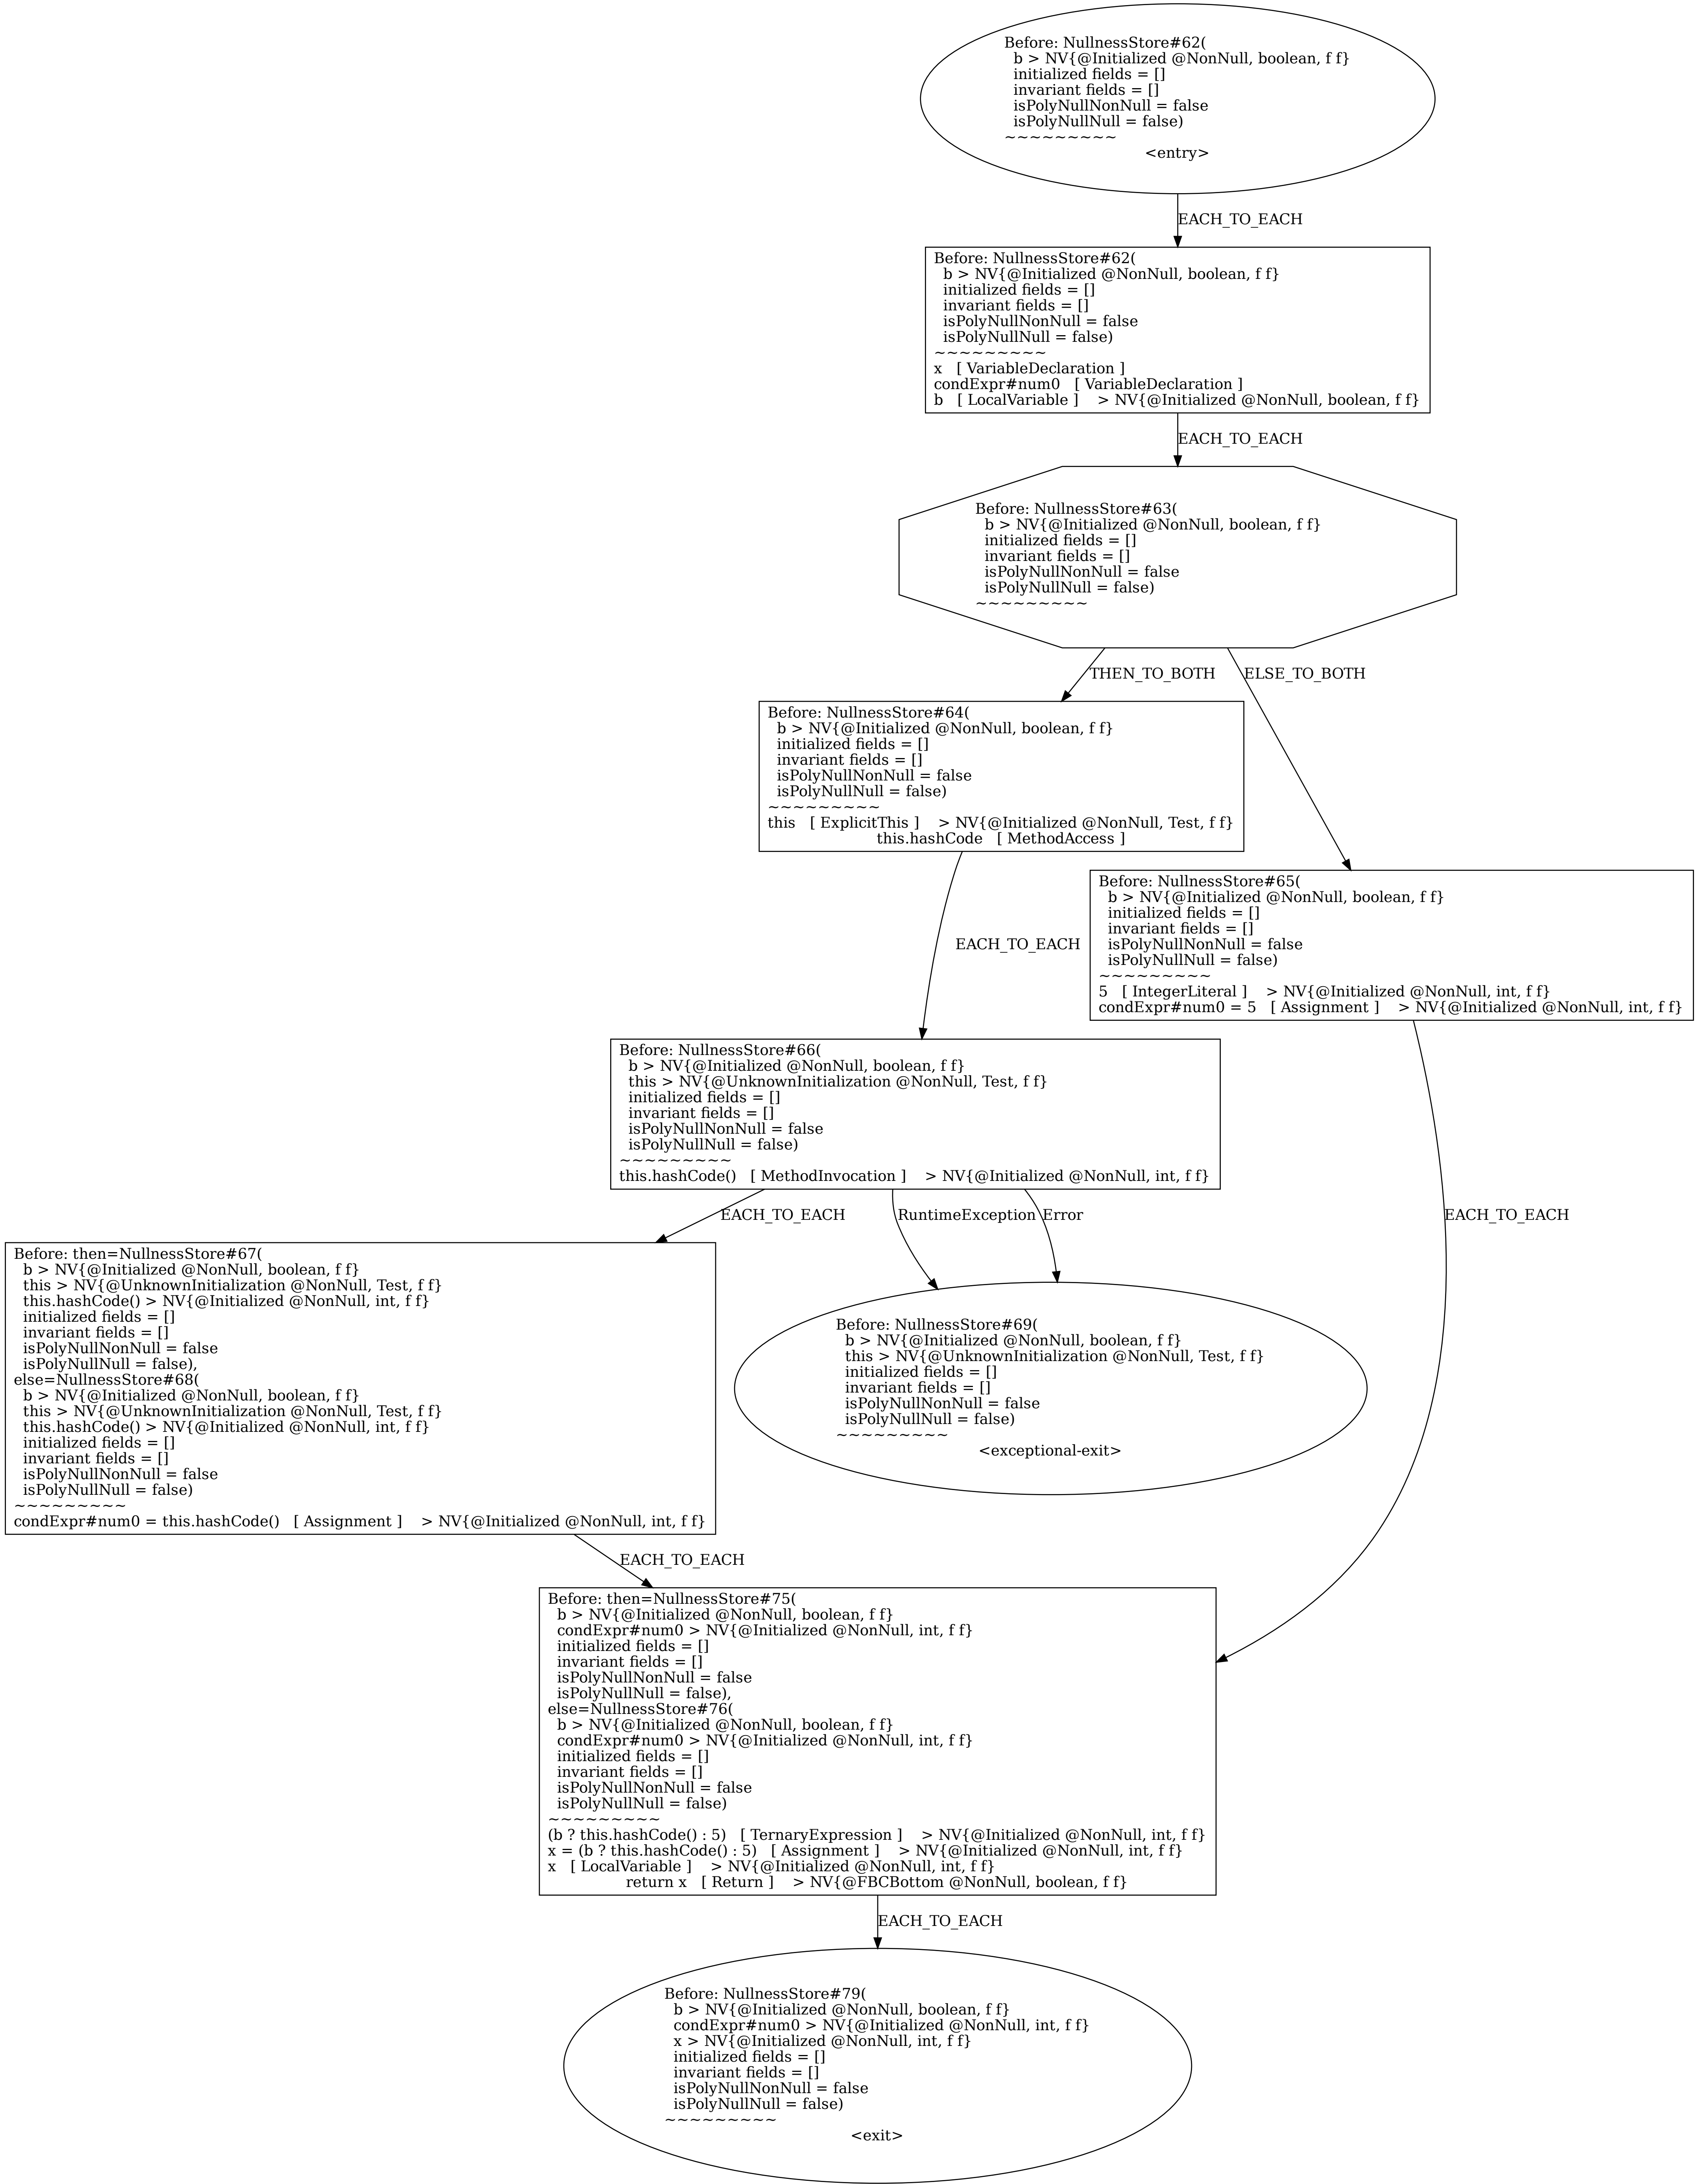 Before: NullnessStore#62(
b > NV{@Initialized @NonNull, boolean, f f}
initialized fields = []
invariant fields = []
isPolyNullNonNull = false
isPolyNullNull = false)
~~~~~~~~~
<entry>
EACH_TO_EACH
Before: NullnessStore#62(
b > NV{@Initialized @NonNull, boolean, f f}
initialized fields = []
invariant fields = []
isPolyNullNonNull = false
isPolyNullNull = false)
~~~~~~~~~
x [ VariableDeclaration ]
condExpr#num0 [ VariableDeclaration ]
b [ LocalVariable ] > NV{@Initialized @NonNull, boolean, f f}
EACH_TO_EACH
Before: NullnessStore#63(
b > NV{@Initialized @NonNull, boolean, f f}
initialized fields = []
invariant fields = []
isPolyNullNonNull = false
isPolyNullNull = false)
~~~~~~~~~
THEN_TO_BOTH
ELSE_TO_BOTH
Before: NullnessStore#64(
b > NV{@Initialized @NonNull, boolean, f f}
initialized fields = []
invariant fields = []
isPolyNullNonNull = false
isPolyNullNull = false)
~~~~~~~~~
this [ ExplicitThis ] > NV{@Initialized @NonNull, Test, f f}
this.hashCode [ MethodAccess ]
Before: NullnessStore#65(
b > NV{@Initialized @NonNull, boolean, f f}
initialized fields = []
invariant fields = []
isPolyNullNonNull = false
isPolyNullNull = false)
~~~~~~~~~
5 [ IntegerLiteral ] > NV{@Initialized @NonNull, int, f f}
condExpr#num0 = 5 [ Assignment ] > NV{@Initialized @NonNull, int, f f}
EACH_TO_EACH
Before: NullnessStore#66(
b > NV{@Initialized @NonNull, boolean, f f}
this > NV{@UnknownInitialization @NonNull, Test, f f}
initialized fields = []
invariant fields = []
isPolyNullNonNull = false
isPolyNullNull = false)
~~~~~~~~~
this.hashCode() [ MethodInvocation ] > NV{@Initialized @NonNull, int, f f}
EACH_TO_EACH
RuntimeException
Error
EACH_TO_EACH
Before: then=NullnessStore#67(
b > NV{@Initialized @NonNull, boolean, f f}
this > NV{@UnknownInitialization @NonNull, Test, f f}
this.hashCode() > NV{@Initialized @NonNull, int, f f}
initialized fields = []
invariant fields = []
isPolyNullNonNull = false
isPolyNullNull = false),
else=NullnessStore#68(
b > NV{@Initialized @NonNull, boolean, f f}
this > NV{@UnknownInitialization @NonNull, Test, f f}
this.hashCode() > NV{@Initialized @NonNull, int, f f}
initialized fields = []
invariant fields = []
isPolyNullNonNull = false
isPolyNullNull = false)
~~~~~~~~~
condExpr#num0 = this.hashCode() [ Assignment ] > NV{@Initialized @NonNull, int, f f}
Before: NullnessStore#69(
b > NV{@Initialized @NonNull, boolean, f f}
this > NV{@UnknownInitialization @NonNull, Test, f f}
initialized fields = []
invariant fields = []
isPolyNullNonNull = false
isPolyNullNull = false)
~~~~~~~~~
<exceptional-exit>
EACH_TO_EACH
Before: then=NullnessStore#75(
b > NV{@Initialized @NonNull, boolean, f f}
condExpr#num0 > NV{@Initialized @NonNull, int, f f}
initialized fields = []
invariant fields = []
isPolyNullNonNull = false
isPolyNullNull = false),
else=NullnessStore#76(
b > NV{@Initialized @NonNull, boolean, f f}
condExpr#num0 > NV{@Initialized @NonNull, int, f f}
initialized fields = []
invariant fields = []
isPolyNullNonNull = false
isPolyNullNull = false)
~~~~~~~~~
(b ? this.hashCode() : 5) [ TernaryExpression ] > NV{@Initialized @NonNull, int, f f}
x = (b ? this.hashCode() : 5) [ Assignment ] > NV{@Initialized @NonNull, int, f f}
x [ LocalVariable ] > NV{@Initialized @NonNull, int, f f}
return x [ Return ] > NV{@FBCBottom @NonNull, boolean, f f}
EACH_TO_EACH
Before: NullnessStore#79(
b > NV{@Initialized @NonNull, boolean, f f}
condExpr#num0 > NV{@Initialized @NonNull, int, f f}
x > NV{@Initialized @NonNull, int, f f}
initialized fields = []
invariant fields = []
isPolyNullNonNull = false
isPolyNullNull = false)
~~~~~~~~~
<exit>